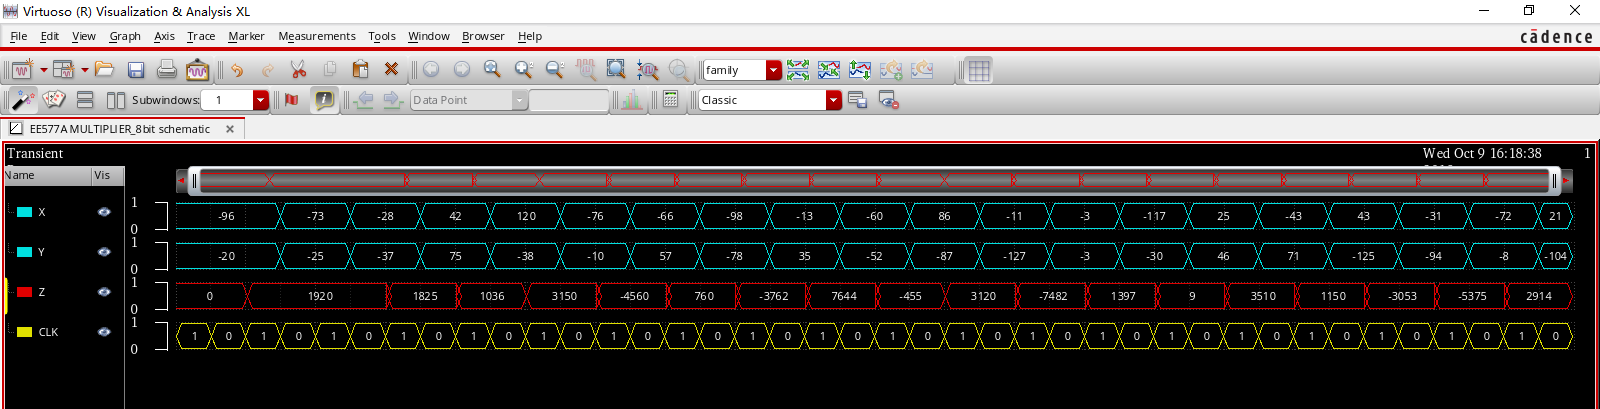 Virtuoso (R) Visualization & Analysis XL
File Edit View Graph Axis Trace Marker Measurements Tools Window Browser Help
cādence
family
Subwindows: 1 Data Point Classic
EE577A MULTIPLIER_8bit schematic
Transient Wed Oct 9 16:18:38 1
Name Vis
X 1 0 -96 -73 -28 42 120 -76 -66 -98 -13 -60 86 -11 -3 -117 25 -43 43 -31 -72 21
Y 1 0 -20 -25 -37 75 -38 -10 57 -78 35 -52 -87 -127 -3 -30 46 71 -125 -94 -8 -104
Z 1 0 0 1920 1825 1036 3150 -4560 760 -3762 7644 -455 3120 -7482 1397 9 3510 1150 -3053 -5375 2914
CLK 1 0 1 0 1 0 1 0 1 0 1 0 1 0 1 0 1 0 1 0 1 0 1 0 1 0 1 0 1 0 1 0 1 0 1 0 1 0 1 0 1 0